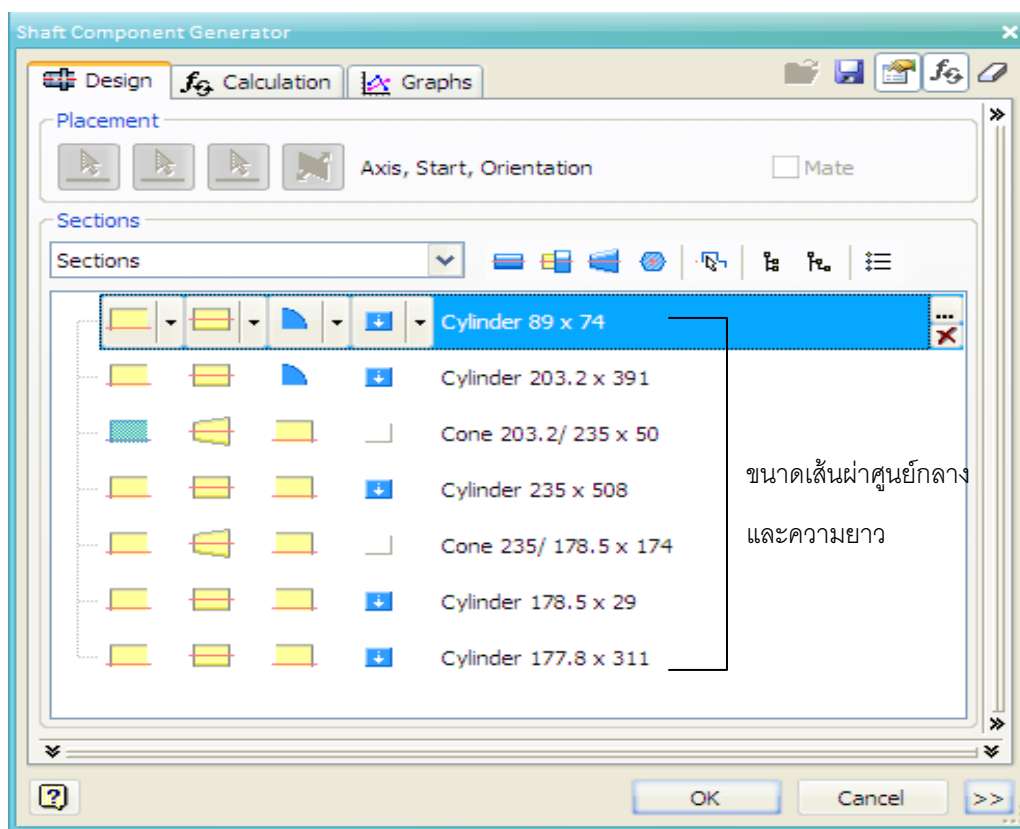 Shaft Component Generator
Design Calculation Graphs
Placement
Axis, Start, Orientation Mate
Sections
Sections
Cylinder 89 x 74
Cylinder 203.2 x 391
Cone 203.2/ 235 x 50
Cylinder 235 x 508
Cone 235/ 178.5 x 174
Cylinder 178.5 x 29
Cylinder 177.8 x 311
ขนาดเส้นผ่าศูนย์กลาง
และความยาว
OK Cancel >>